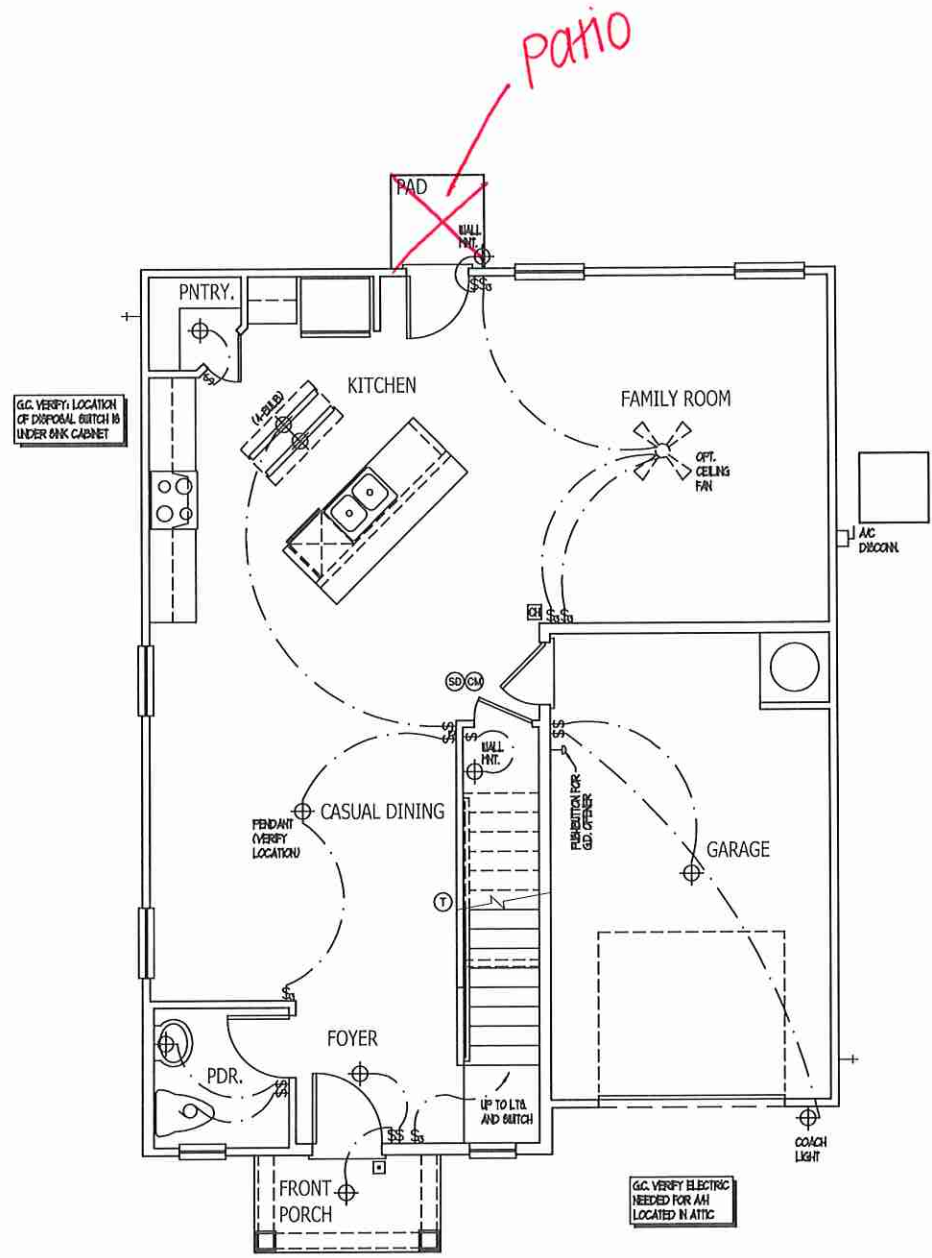 Patio
PAD
WALL
MNT.
PNTRY.
KITCHEN
(4-BULB)
FAMILY ROOM
G.C. VERIFY: LOCATION
OF DISPOSAL SWITCH IS
UNDER SINK CABINET
OPT.
CEILING
FAN
A/C
DISCONN.
CH
SD CM
WALL
MNT.
PENDANT
(VERIFY
LOCATION)
CASUAL DINING
PUSHBUTTON FOR
G.D. OPENER
GARAGE
T
FOYER
PDR.
UP TO LTS.
AND SWITCH
COACH
LIGHT
FRONT
PORCH
G.C. VERIFY ELECTRIC
NEEDED FOR AH
LOCATED IN ATTIC